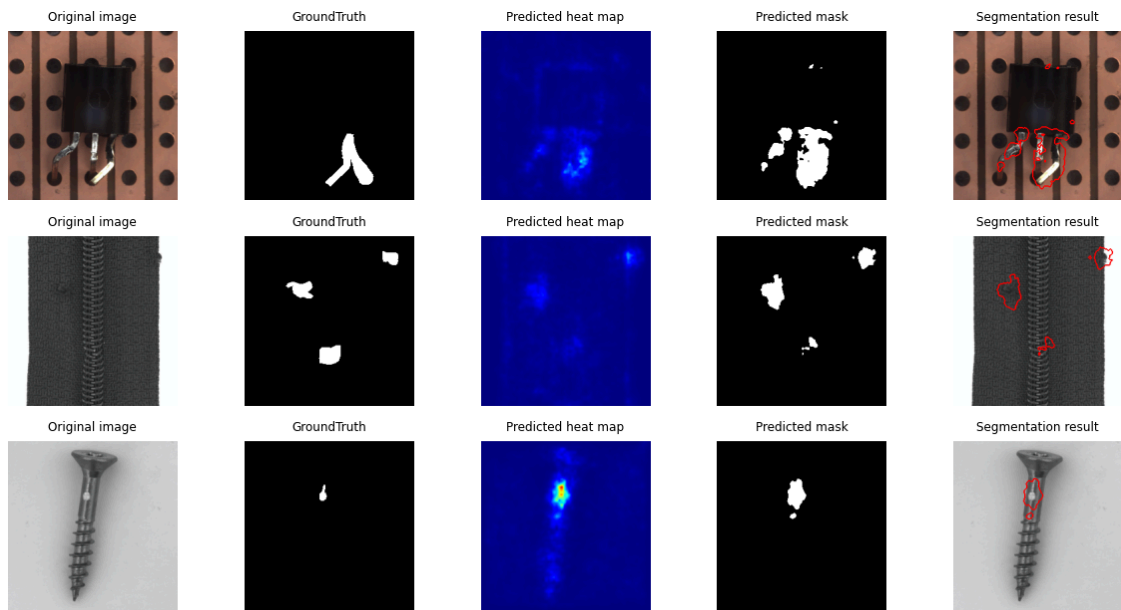 Original image
GroundTruth
Predicted heat map
Predicted mask
Segmentation result
Original image
GroundTruth
Predicted heat map
Predicted mask
Segmentation result
Original image
GroundTruth
Predicted heat map
Predicted mask
Segmentation result